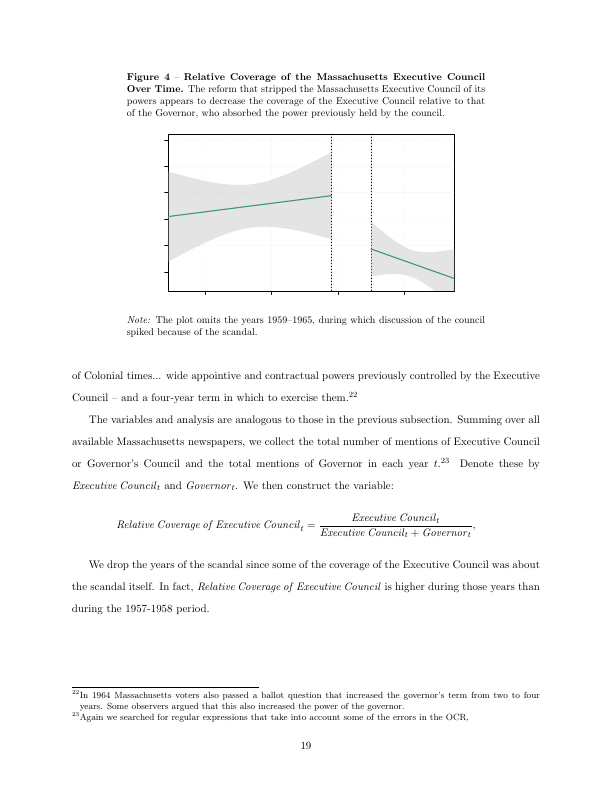 Figure 4 – Relative Coverage of the Massachusetts Executive Council
Over Time. The reform that stripped the Massachusetts Executive Council of its
powers appears to decrease the coverage of the Executive Council relative to that
of the Governor, who absorbed the power previously held by the council.
Note: The plot omits the years 1959–1965, during which discussion of the council
spiked because of the scandal.
of Colonial times... wide appointive and contractual powers previously controlled by the Executive
Council – and a four-year term in which to exercise them.22
The variables and analysis are analogous to those in the previous subsection. Summing over all
available Massachusetts newspapers, we collect the total number of mentions of Executive Council
or Governor's Council and the total mentions of Governor in each year t.23 Denote these by
Executive Council_t and Governor_t. We then construct the variable:
Relative Coverage of Executive Council_t = Executive Council_t / (Executive Council_t + Governor_t),
We drop the years of the scandal since some of the coverage of the Executive Council was about
the scandal itself. In fact, Relative Coverage of Executive Council is higher during those years than
during the 1957-1958 period.
22In 1964 Massachusetts voters also passed a ballot question that increased the governor's term from two to four
years. Some observers argued that this also increased the power of the governor.
23Again we searched for regular expressions that take into account some of the errors in the OCR,
19